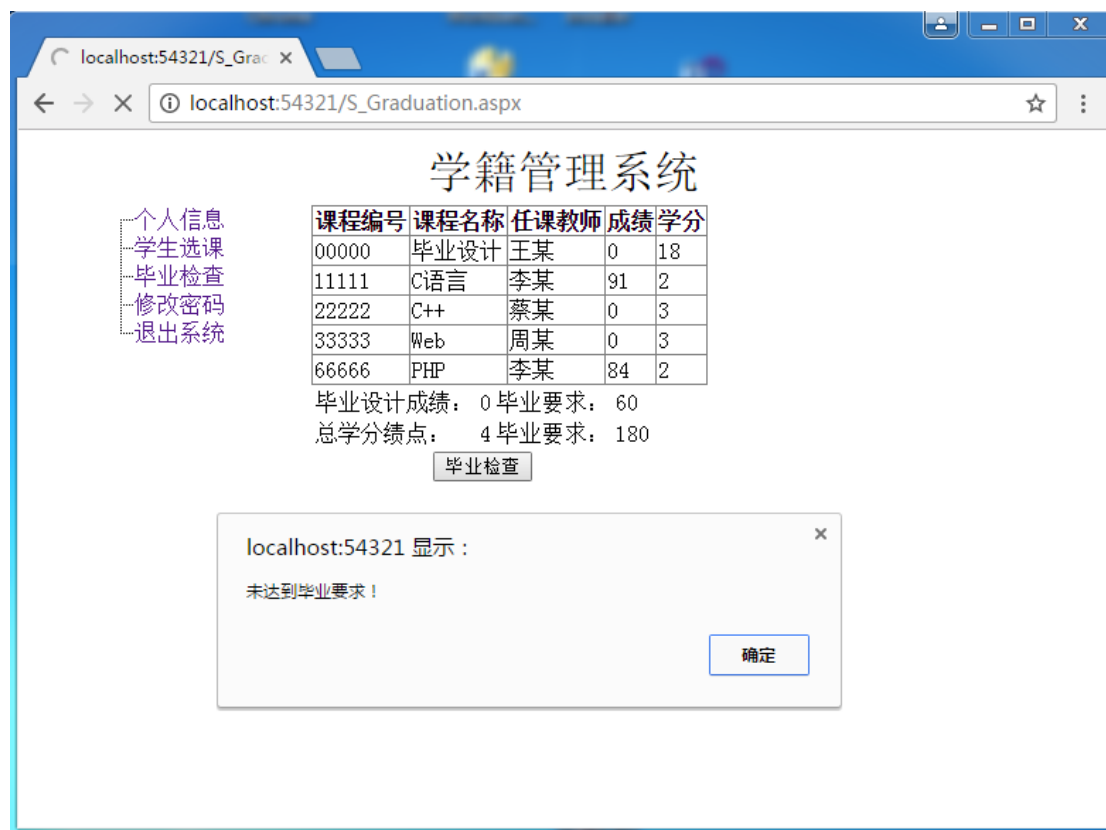 localhost:54321/S_Grac
localhost:54321/S_Graduation.aspx
学籍管理系统
个人信息
学生选课
毕业检查
修改密码
退出系统
课程编号 课程名称 任课教师 成绩 学分
00000 毕业设计 王某 0 18
11111 C语言 李某 91 2
22222 C++ 蔡某 0 3
33333 Web 周某 0 3
66666 PHP 李某 84 2
毕业设计成绩： 0 毕业要求： 60
总学分绩点： 4 毕业要求： 180
毕业检查
localhost:54321 显示：
未达到毕业要求！
确定